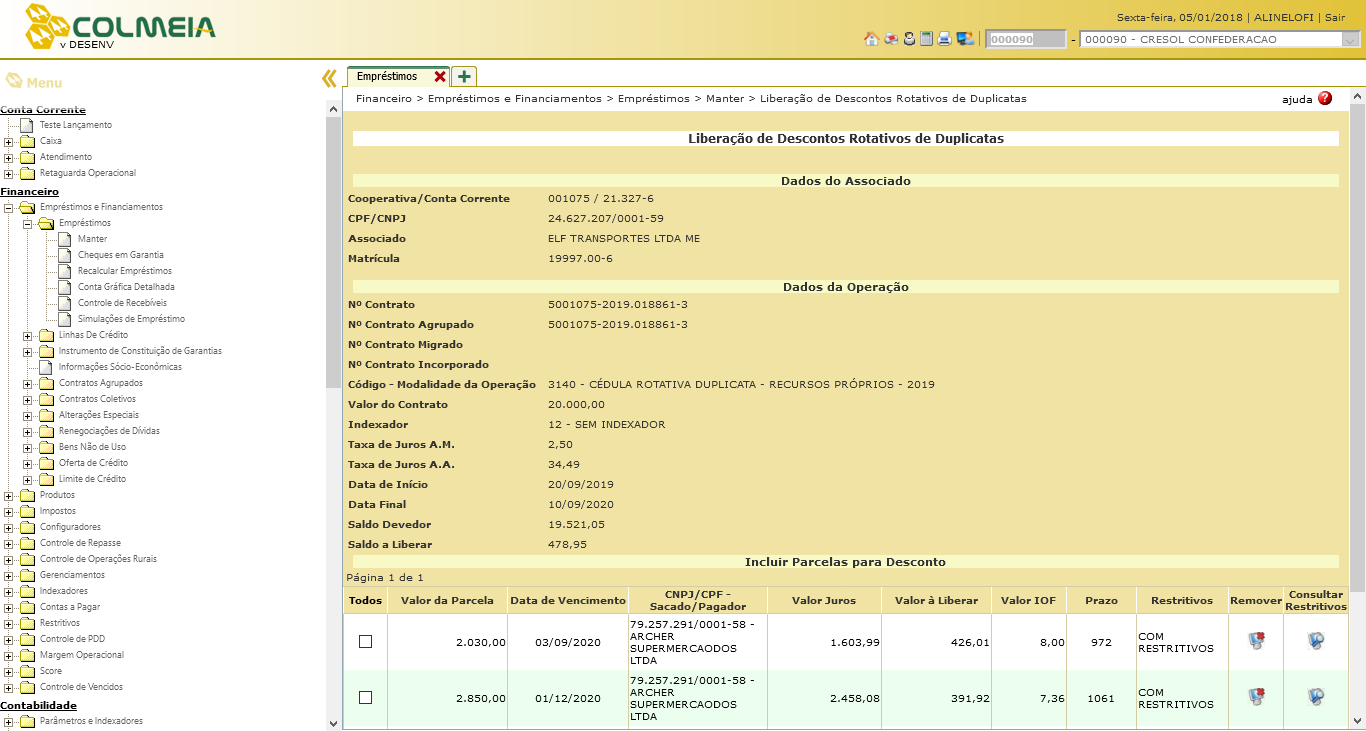 COLMEIA
v DESENV
Sexta-feira, 05/01/2018 | ALINELOFI | Sair
000090 - 000090 - CRESOL CONFEDERACAO
Menu
Conta Corrente
Teste Lançamento
Caixa
Atendimento
Retaguarda Operacional
Financeiro
Empréstimos e Financiamentos
Empréstimos
Manter
Cheques em Garantia
Recalcular Empréstimos
Conta Gráfica Detalhada
Controle de Recebíveis
Simulações de Empréstimo
Linhas De Crédito
Instrumento de Constituição de Garantias
Informações Sócio-Econômicas
Contratos Agrupados
Contratos Coletivos
Alterações Especiais
Renegociações de Dívidas
Bens Não de Uso
Oferta de Crédito
Limite de Crédito
Produtos
Impostos
Configuradores
Controle de Repasse
Controle de Operações Rurais
Gerenciamentos
Indexadores
Contas a Pagar
Restritivos
Controle de PDD
Margem Operacional
Score
Controle de Vencidos
Contabilidade
Parâmetros e Indexadores
Empréstimos
Financeiro > Empréstimos e Financiamentos > Empréstimos > Manter > Liberação de Descontos Rotativos de Duplicatas
ajuda ?
Liberação de Descontos Rotativos de Duplicatas
Dados do Associado
Cooperativa/Conta Corrente 001075 / 21.327-6
CPF/CNPJ 24.627.207/0001-59
Associado ELF TRANSPORTES LTDA ME
Matrícula 19997.00-6
Dados da Operação
Nº Contrato 5001075-2019.018861-3
Nº Contrato Agrupado 5001075-2019.018861-3
Nº Contrato Migrado
Nº Contrato Incorporado
Código - Modalidade da Operação 3140 - CÉDULA ROTATIVA DUPLICATA - RECURSOS PRÓPRIOS - 2019
Valor do Contrato 20.000,00
Indexador 12 - SEM INDEXADOR
Taxa de Juros A.M. 2,50
Taxa de Juros A.A. 34,49
Data de Início 20/09/2019
Data Final 10/09/2020
Saldo Devedor 19.521,05
Saldo a Liberar 478,95
Incluir Parcelas para Desconto
Página 1 de 1
Todos Valor da Parcela Data de Vencimento CNPJ/CPF - Sacado/Pagador Valor Juros Valor à Liberar Valor IOF Prazo Restritivos Remover Consultar Restritivos
2.030,00 03/09/2020 79.257.291/0001-58 - ARCHER SUPERMERCAODOS LTDA 1.603,99 426,01 8,00 972 COM RESTRITIVOS
2.850,00 01/12/2020 79.257.291/0001-58 - ARCHER SUPERMERCAODOS LTDA 2.458,08 391,92 7,36 1061 COM RESTRITIVOS